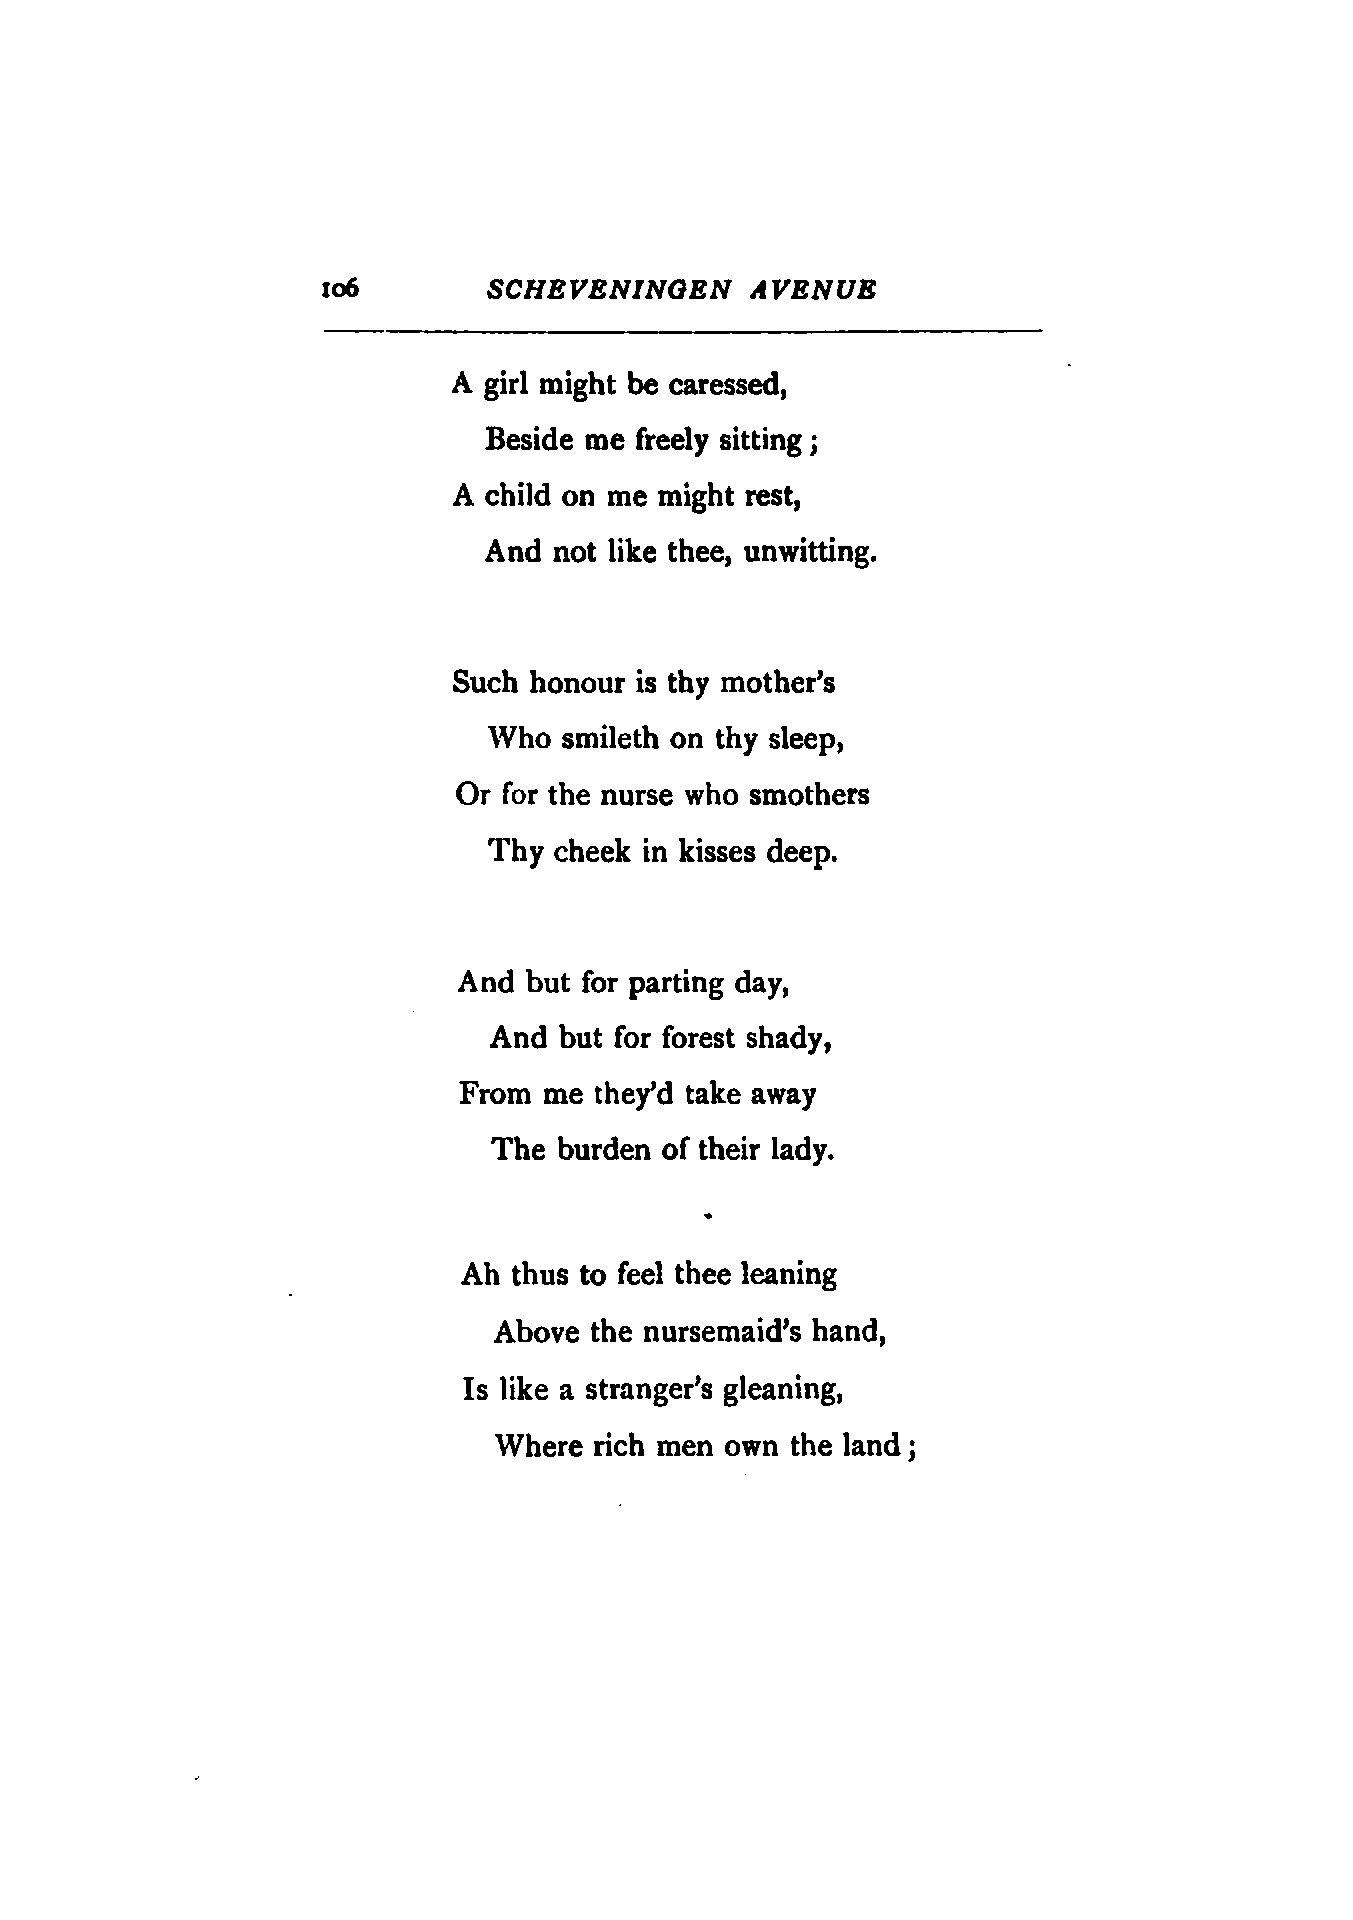 106 SCHEVENINGEN AVENUE
A girl might be caressed,
Beside me freely sitting;
A child on me might rest,
And not like thee, unwitting.
Such honour is thy mother's
Who smileth on thy sleep,
Or for the nurse who smothers
Thy cheek in kisses deep.
And but for parting day,
And but for forest shady,
From me they'd take away
The burden of their lady.
Ah thus to feel thee leaning
Above the nursemaid's hand,
Is like a stranger's gleaning,
Where rich men own the land;